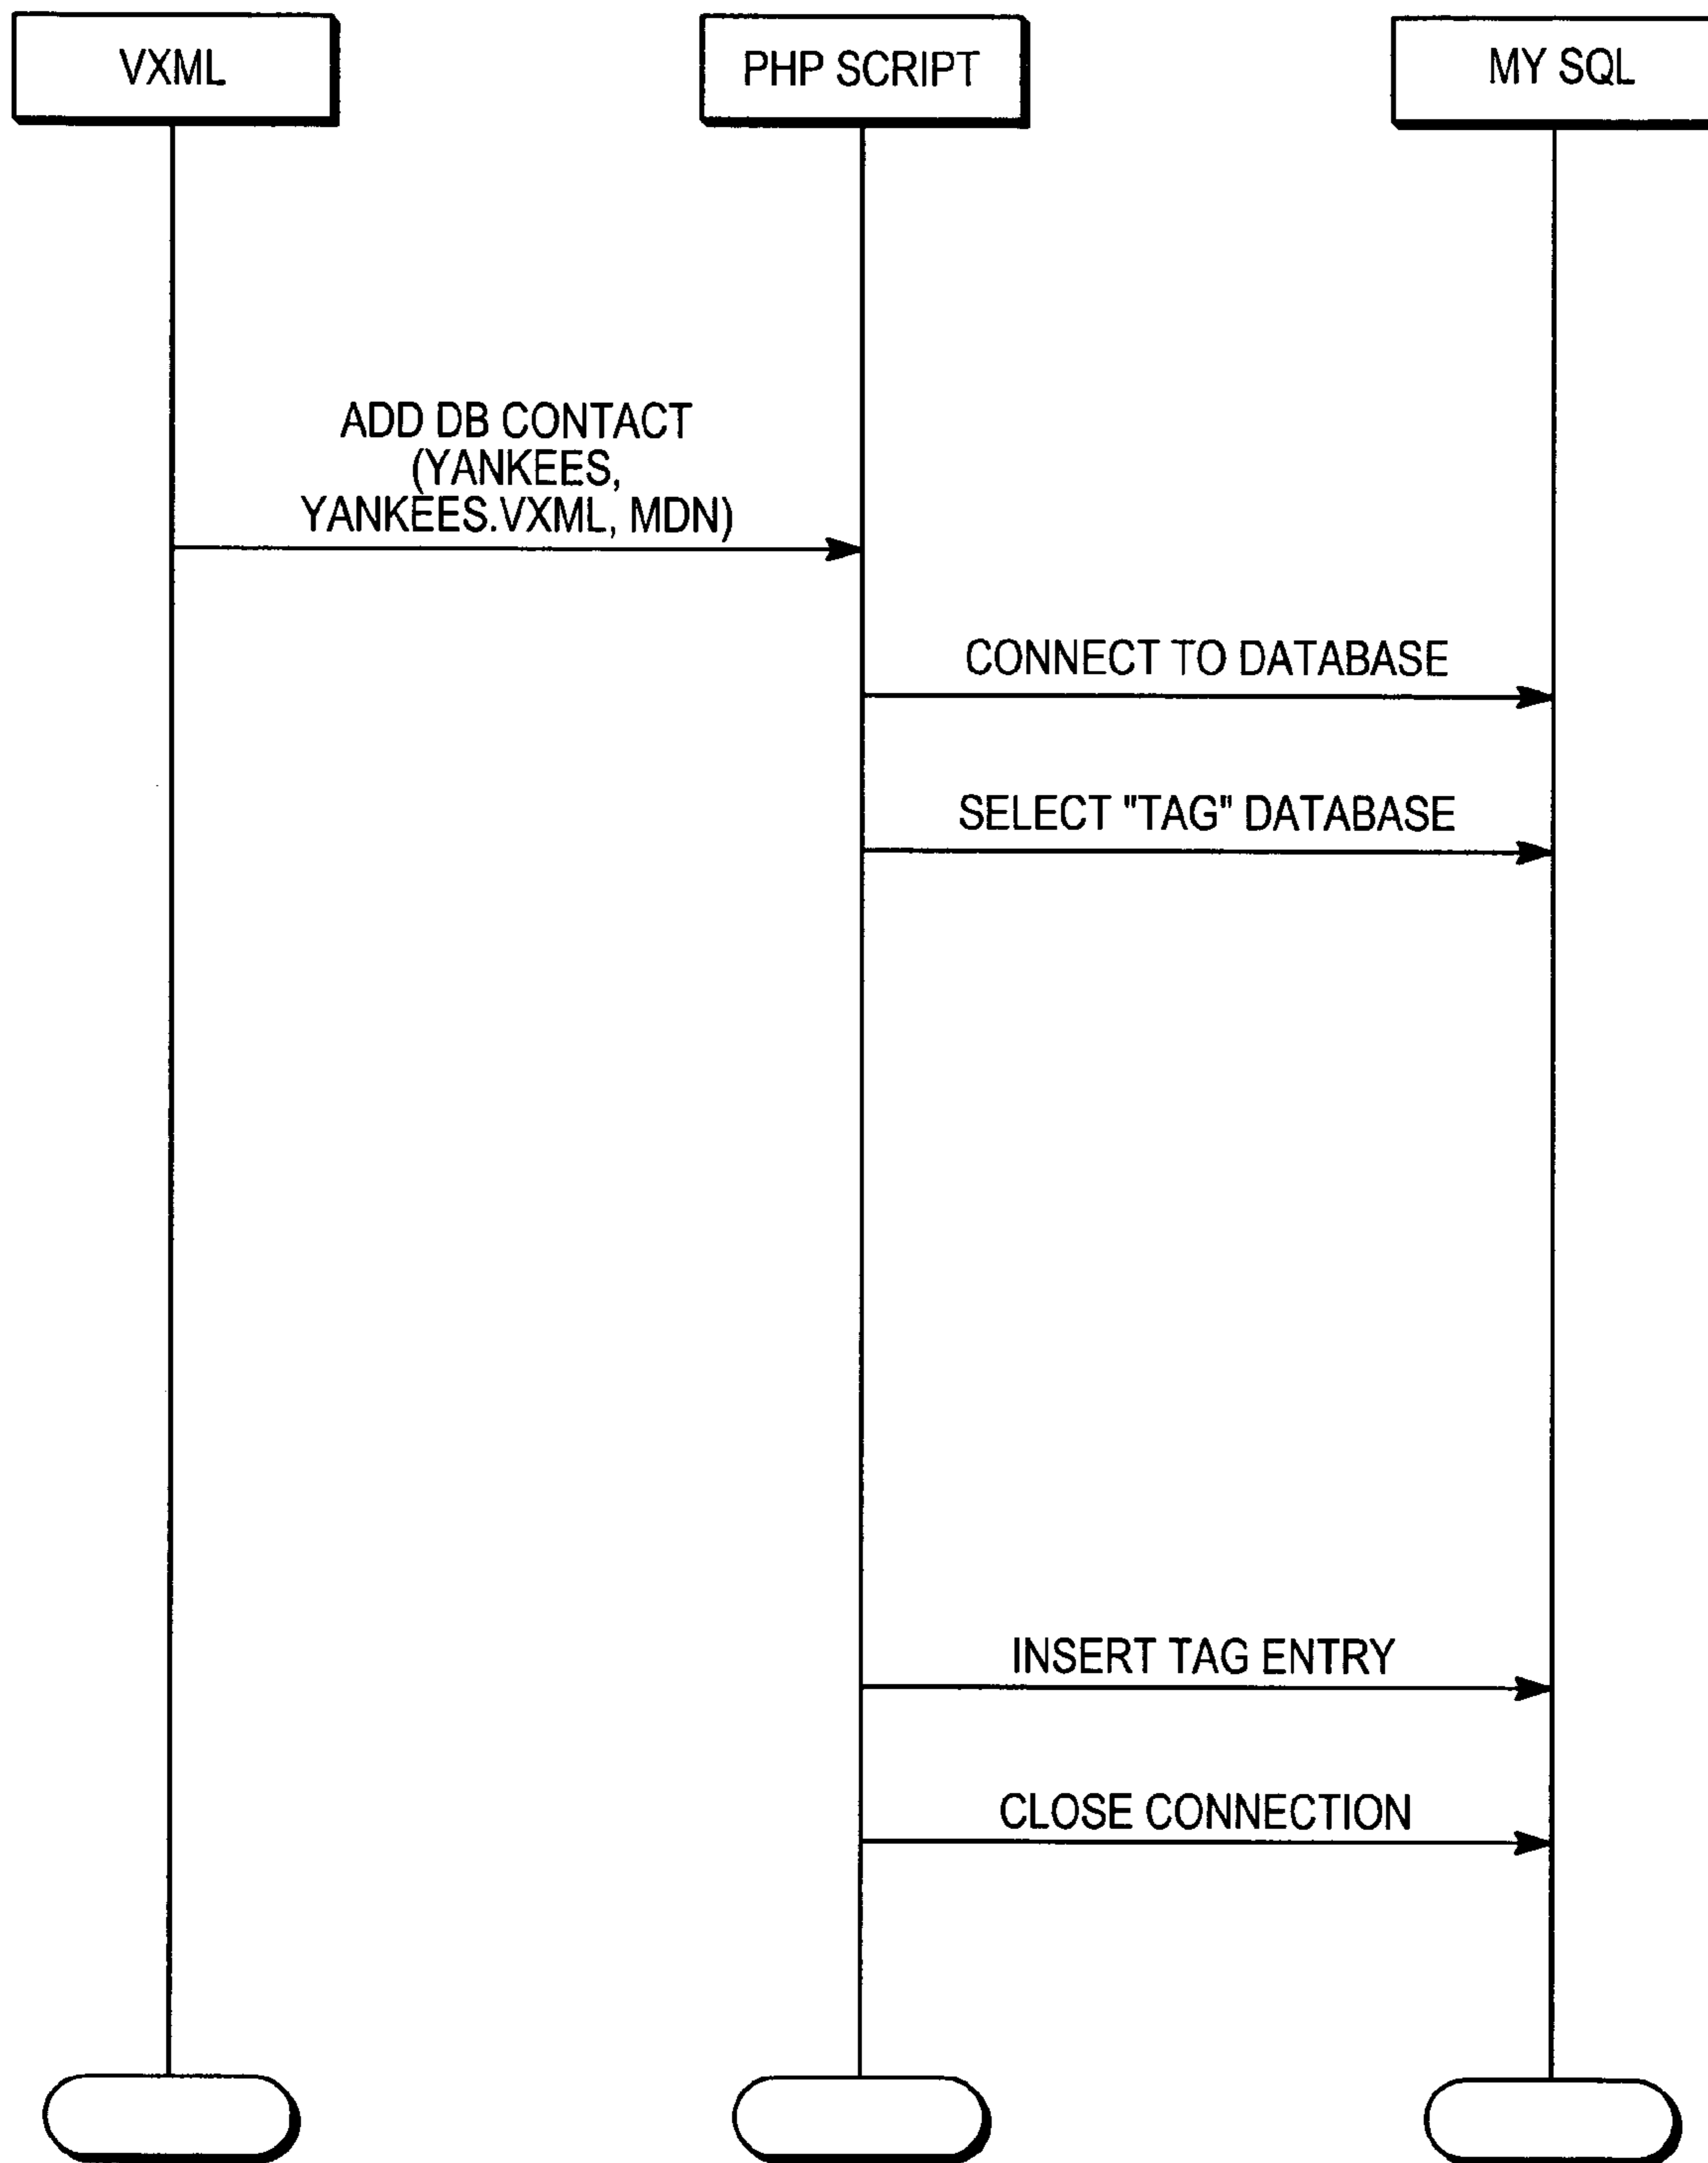 VXML
PHP SCRIPT
MY SQL
ADD DB CONTACT
(YANKEES,
YANKEES.VXML, MDN)
CONNECT TO DATABASE
SELECT "TAG" DATABASE
INSERT TAG ENTRY
CLOSE CONNECTION